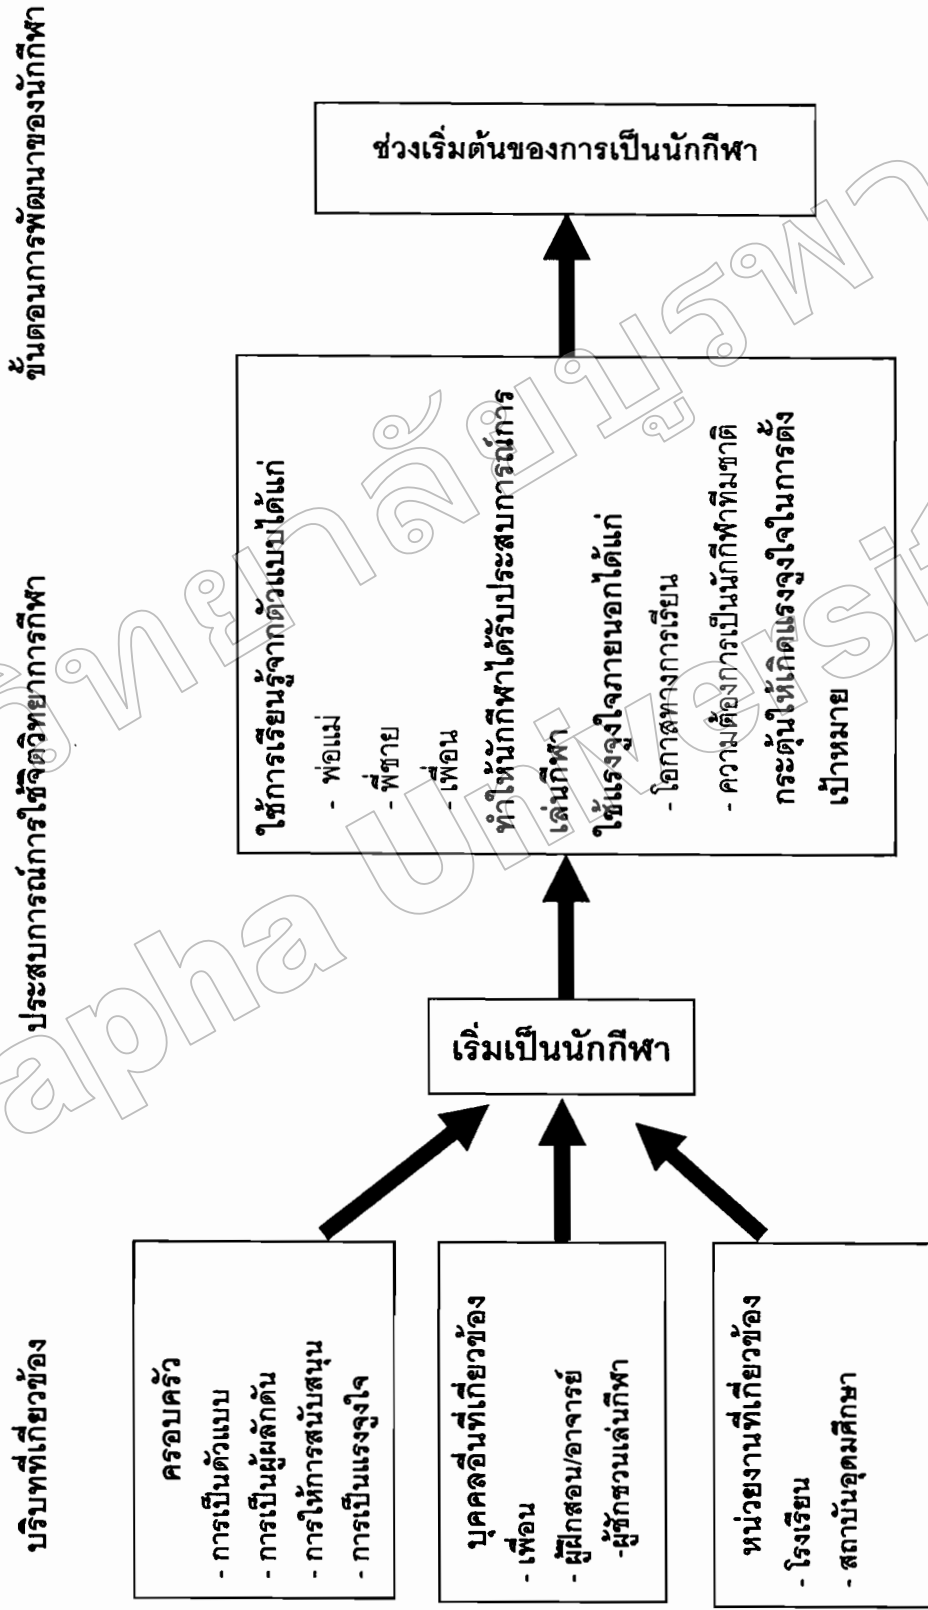 บริบทที่เกี่ยวข้อง
ประสบการณ์การใช้จิตวิทยาการกีฬา
ขั้นตอนการพัฒนาของนักกีฬา
ครอบครัว
- การเป็นตัวแบบ
- การเป็นผู้ผลักดัน
- การให้การสนับสนุน
- การเป็นแรงจูงใจ
บุคคลอื่นที่เกี่ยวข้อง
- เพื่อน
- ผู้ฝึกสอน/อาจารย์
-ผู้ชักชวนเล่นกีฬา
หน่วยงานที่เกี่ยวข้อง
- โรงเรียน
- สถาบันอุดมศึกษา
เริ่มเป็นนักกีฬา
ใช้การเรียนรู้จากตัวแบบได้แก่
- พ่อแม่
- พี่ชาย
- เพื่อน
ทำให้นักกีฬาได้รับประสบการณ์การ
เล่นกีฬา
ใช้แรงจูงใจภายนอกได้แก่
- โอกาสทางการเรียน
- ความต้องการเป็นนักกีฬาทีมชาติ
กระตุ้นให้เกิดแรงจูงใจในการตั้ง
เป้าหมาย
ช่วงเริ่มต้นของการเป็นนักกีฬา
วิทยาลัยบูรพา
apha Universit